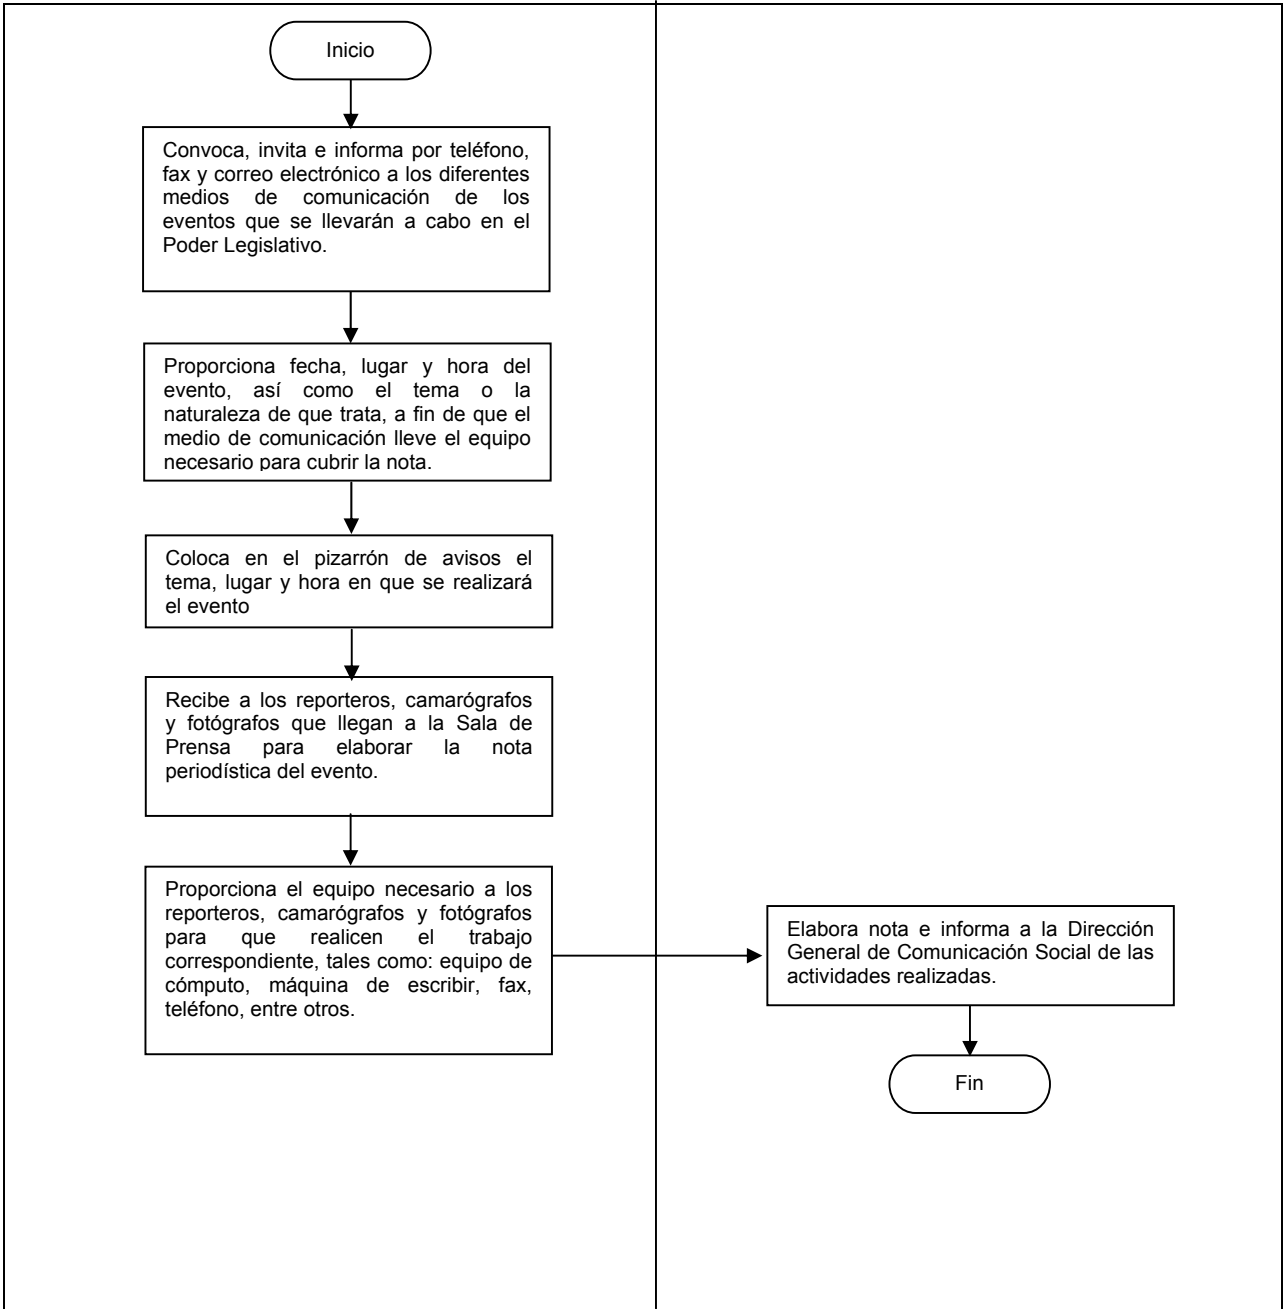 Inicio
Convoca, invita e informa por teléfono,
fax y correo electrónico a los diferentes
medios de comunicación de los
eventos que se llevarán a cabo en el
Poder Legislativo.
Proporciona fecha, lugar y hora del
evento, así como el tema o la
naturaleza de que trata, a fin de que el
medio de comunicación lleve el equipo
necesario para cubrir la nota.
Coloca en el pizarrón de avisos el
tema, lugar y hora en que se realizará
el evento
Recibe a los reporteros, camarógrafos
y fotógrafos que llegan a la Sala de
Prensa para elaborar la nota
periodística del evento.
Proporciona el equipo necesario a los
reporteros, camarógrafos y fotógrafos
para que realicen el trabajo
correspondiente, tales como: equipo de
cómputo, máquina de escribir, fax,
teléfono, entre otros.
Elabora nota e informa a la Dirección
General de Comunicación Social de las
actividades realizadas.
Fin